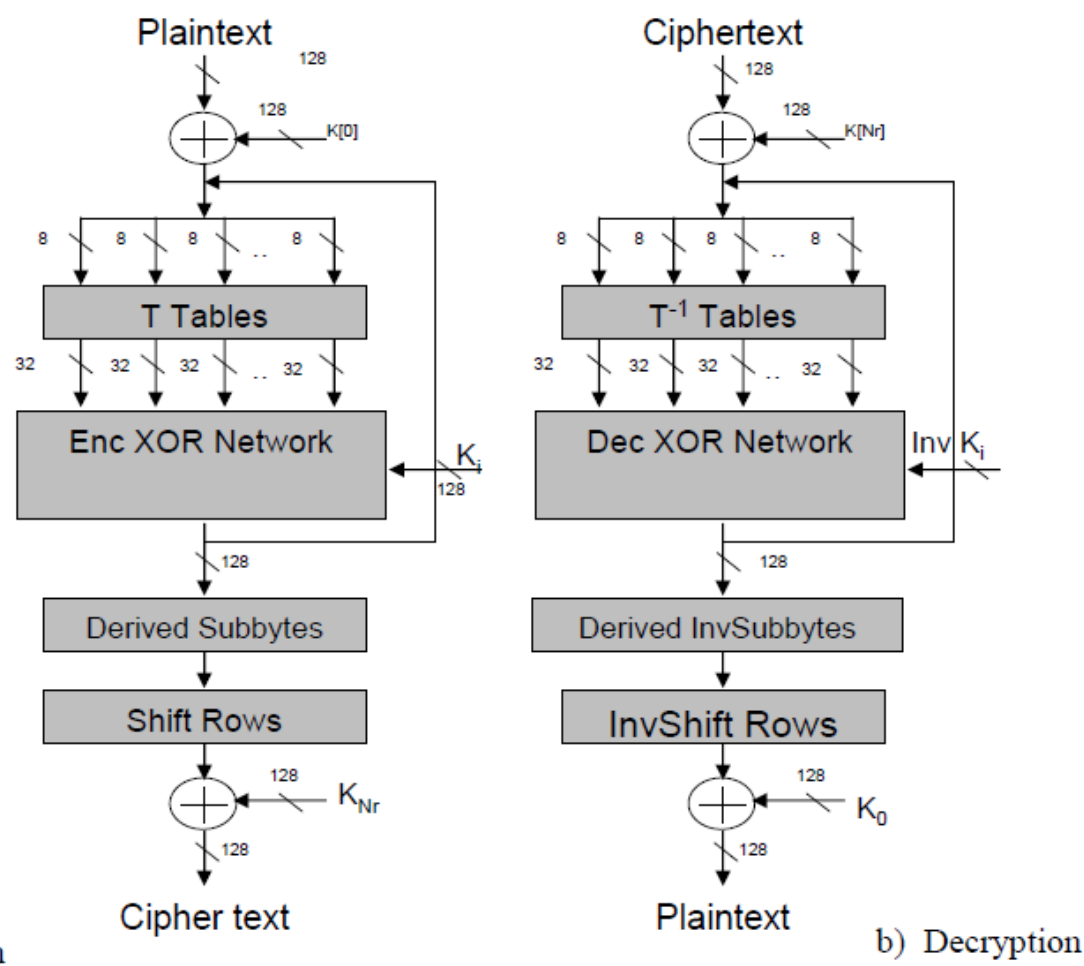 Plaintext
128
128
K[0]
8 8 8 .. 8
T Tables
32 32 32 .. 32
Enc XOR Network
Ki
128
128
Derived Subbytes
Shift Rows
128
KNr
128
Cipher text
n
Ciphertext
128
128
K[Nr]
8 8 8 .. 8
T-1 Tables
32 32 32 .. 32
Dec XOR Network
Inv Ki
128
Derived InvSubbytes
InvShift Rows
128
K0
128
Plaintext
b) Decryption